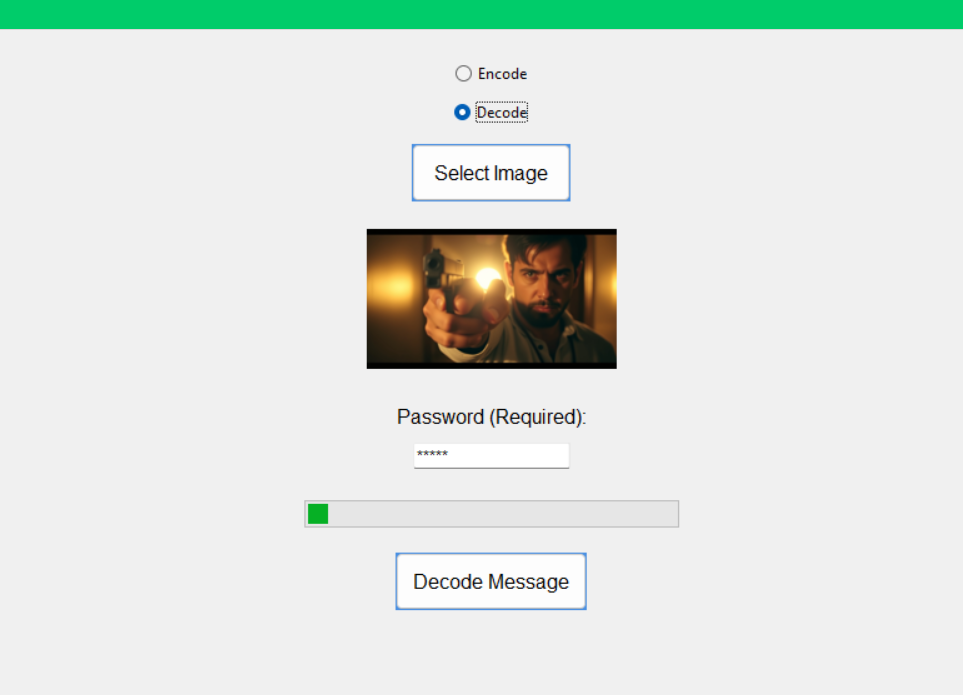 Encode
Decode
Select Image
Password (Required):
*****
Decode Message